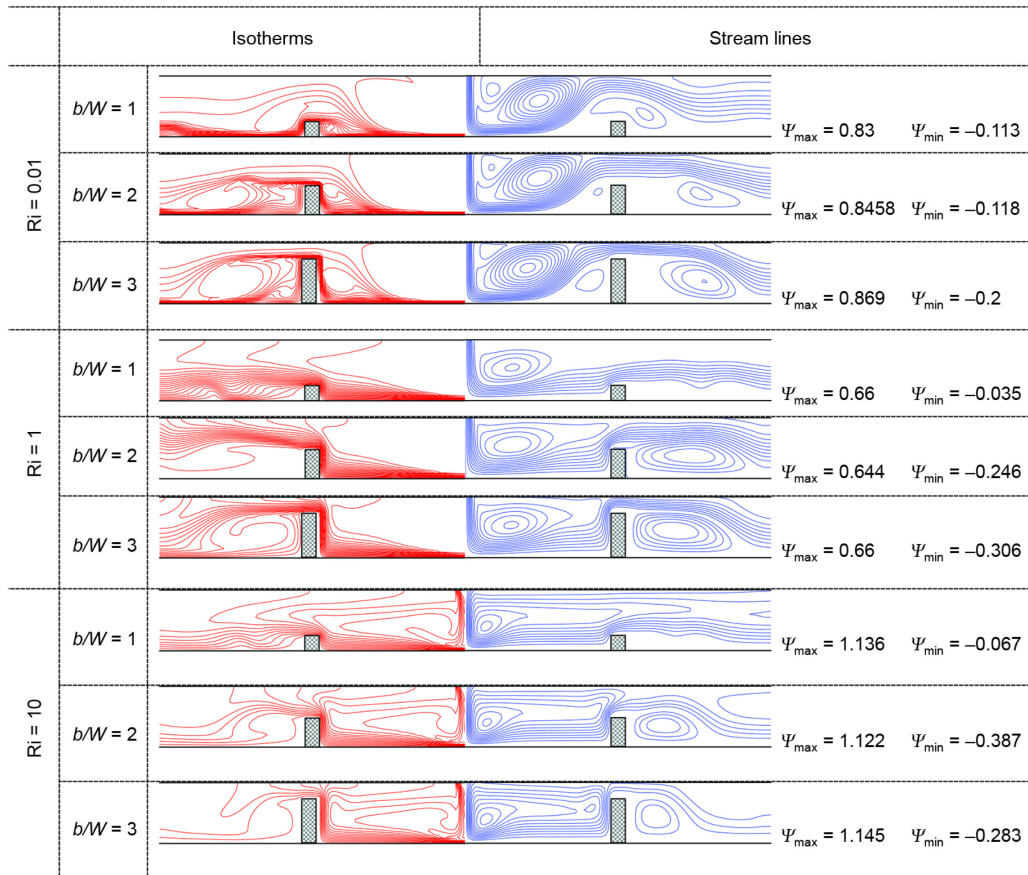 Isotherms Stream lines
Ri = 0.01
b/W = 1
Ψmax = 0.83 Ψmin = –0.113
b/W = 2
Ψmax = 0.8458 Ψmin = –0.118
b/W = 3
Ψmax = 0.869 Ψmin = –0.2
Ri = 1
b/W = 1
Ψmax = 0.66 Ψmin = –0.035
b/W = 2
Ψmax = 0.644 Ψmin = –0.246
b/W = 3
Ψmax = 0.66 Ψmin = –0.306
Ri = 10
b/W = 1
Ψmax = 1.136 Ψmin = –0.067
b/W = 2
Ψmax = 1.122 Ψmin = –0.387
b/W = 3
Ψmax = 1.145 Ψmin = –0.283